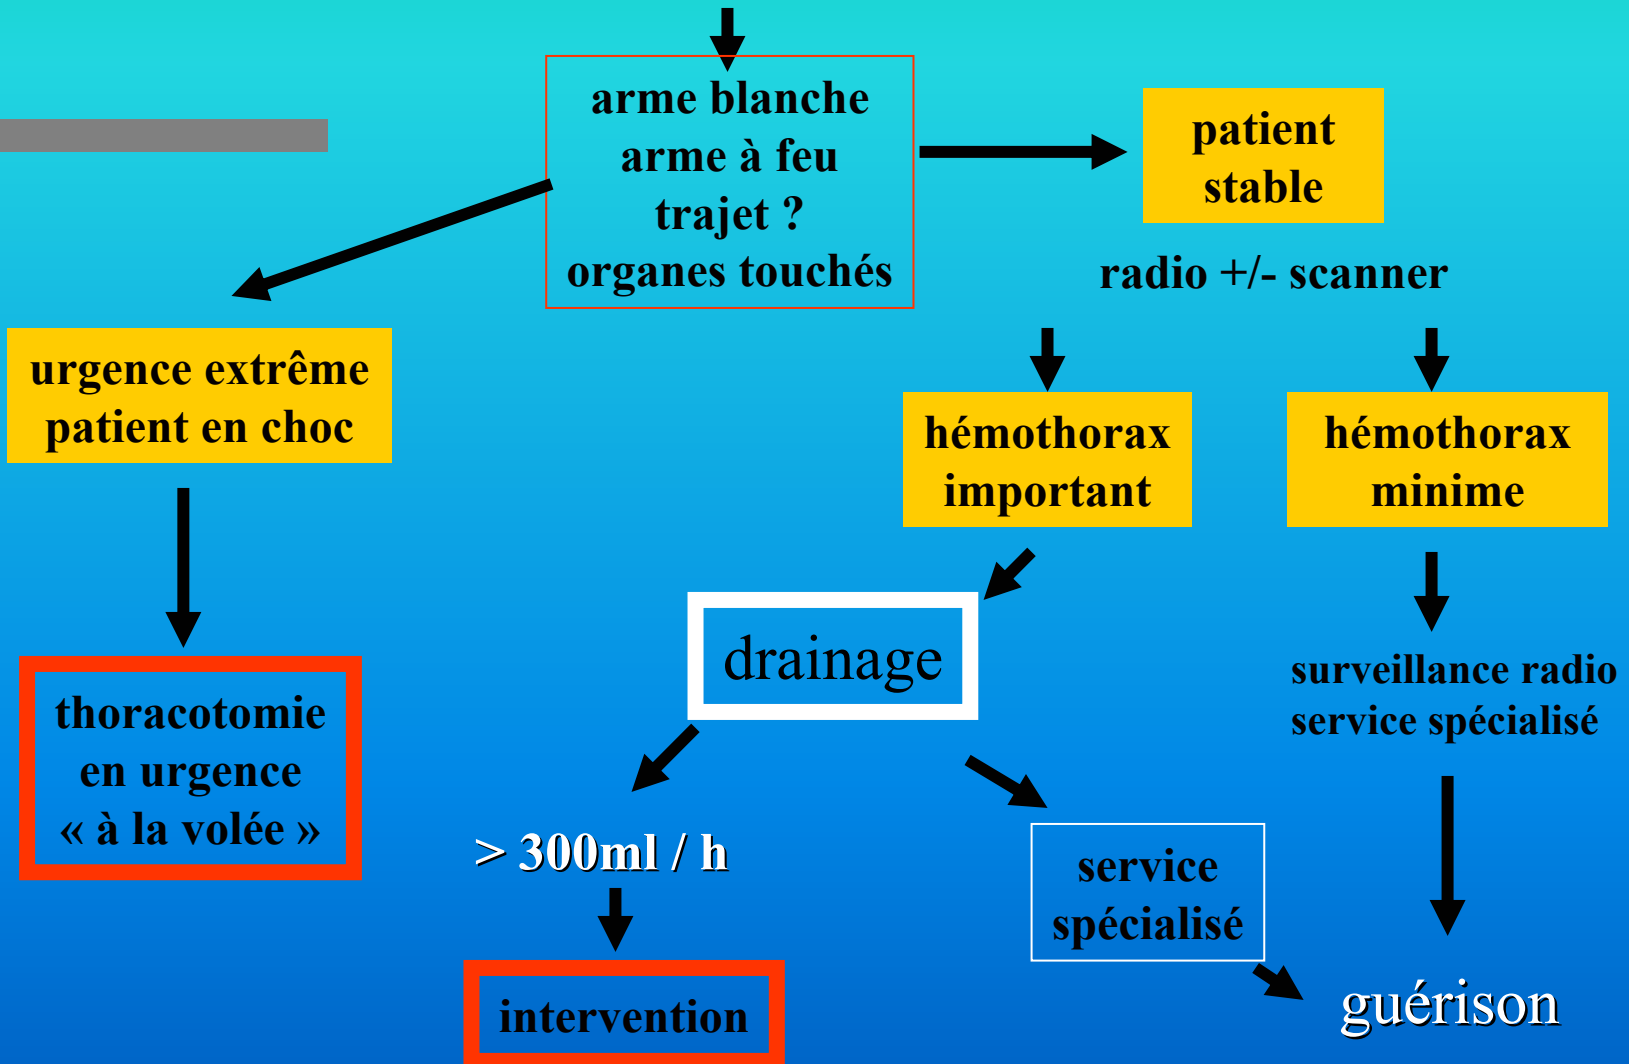 arme blanche
arme à feu
trajet ?
organes touchés
patient
stable
radio +/- scanner
urgence extrême
patient en choc
hémothorax
important
hémothorax
minime
thoracotomie
en urgence
« à la volée »
drainage
surveillance radio
service spécialisé
> 300ml / h
service
spécialisé
intervention
guérison